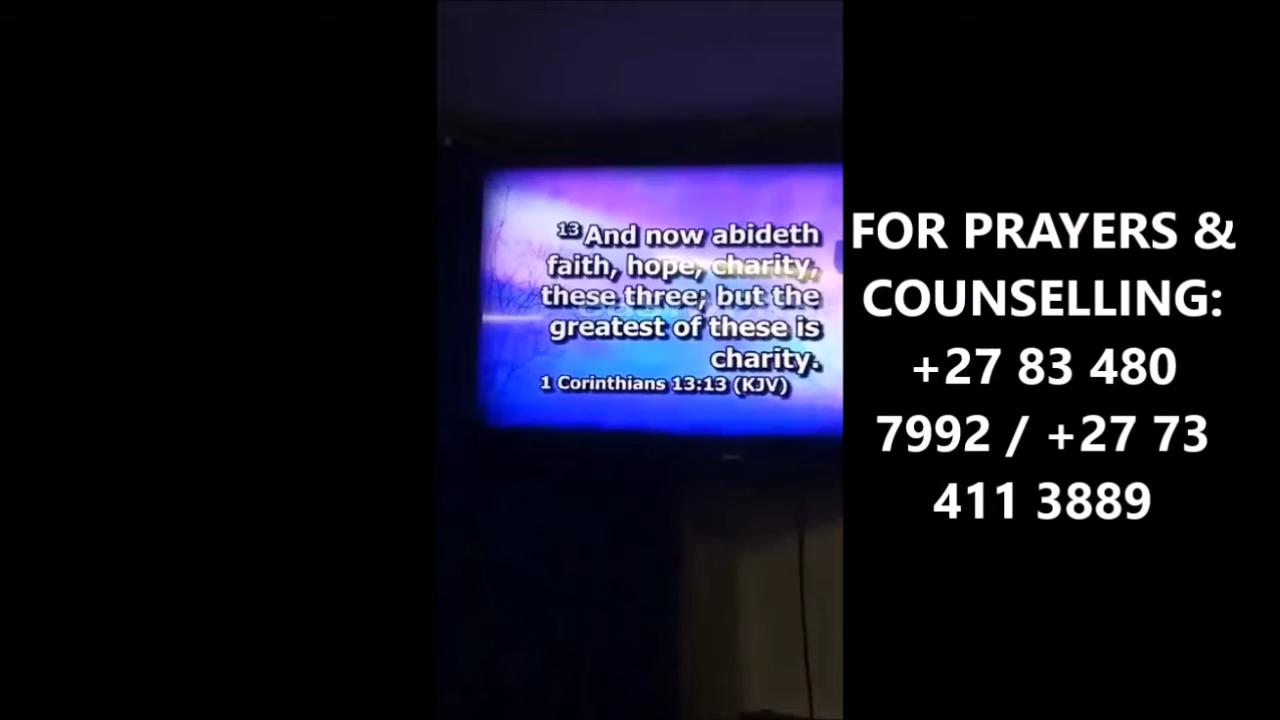 13 And now abideth
faith, hope, charity,
these three; but the
greatest of these is
charity.
1 Corinthians 13:13 (KJV)
FOR PRAYERS &
COUNSELLING:
+27 83 480
7992 / +27 73
411 3889